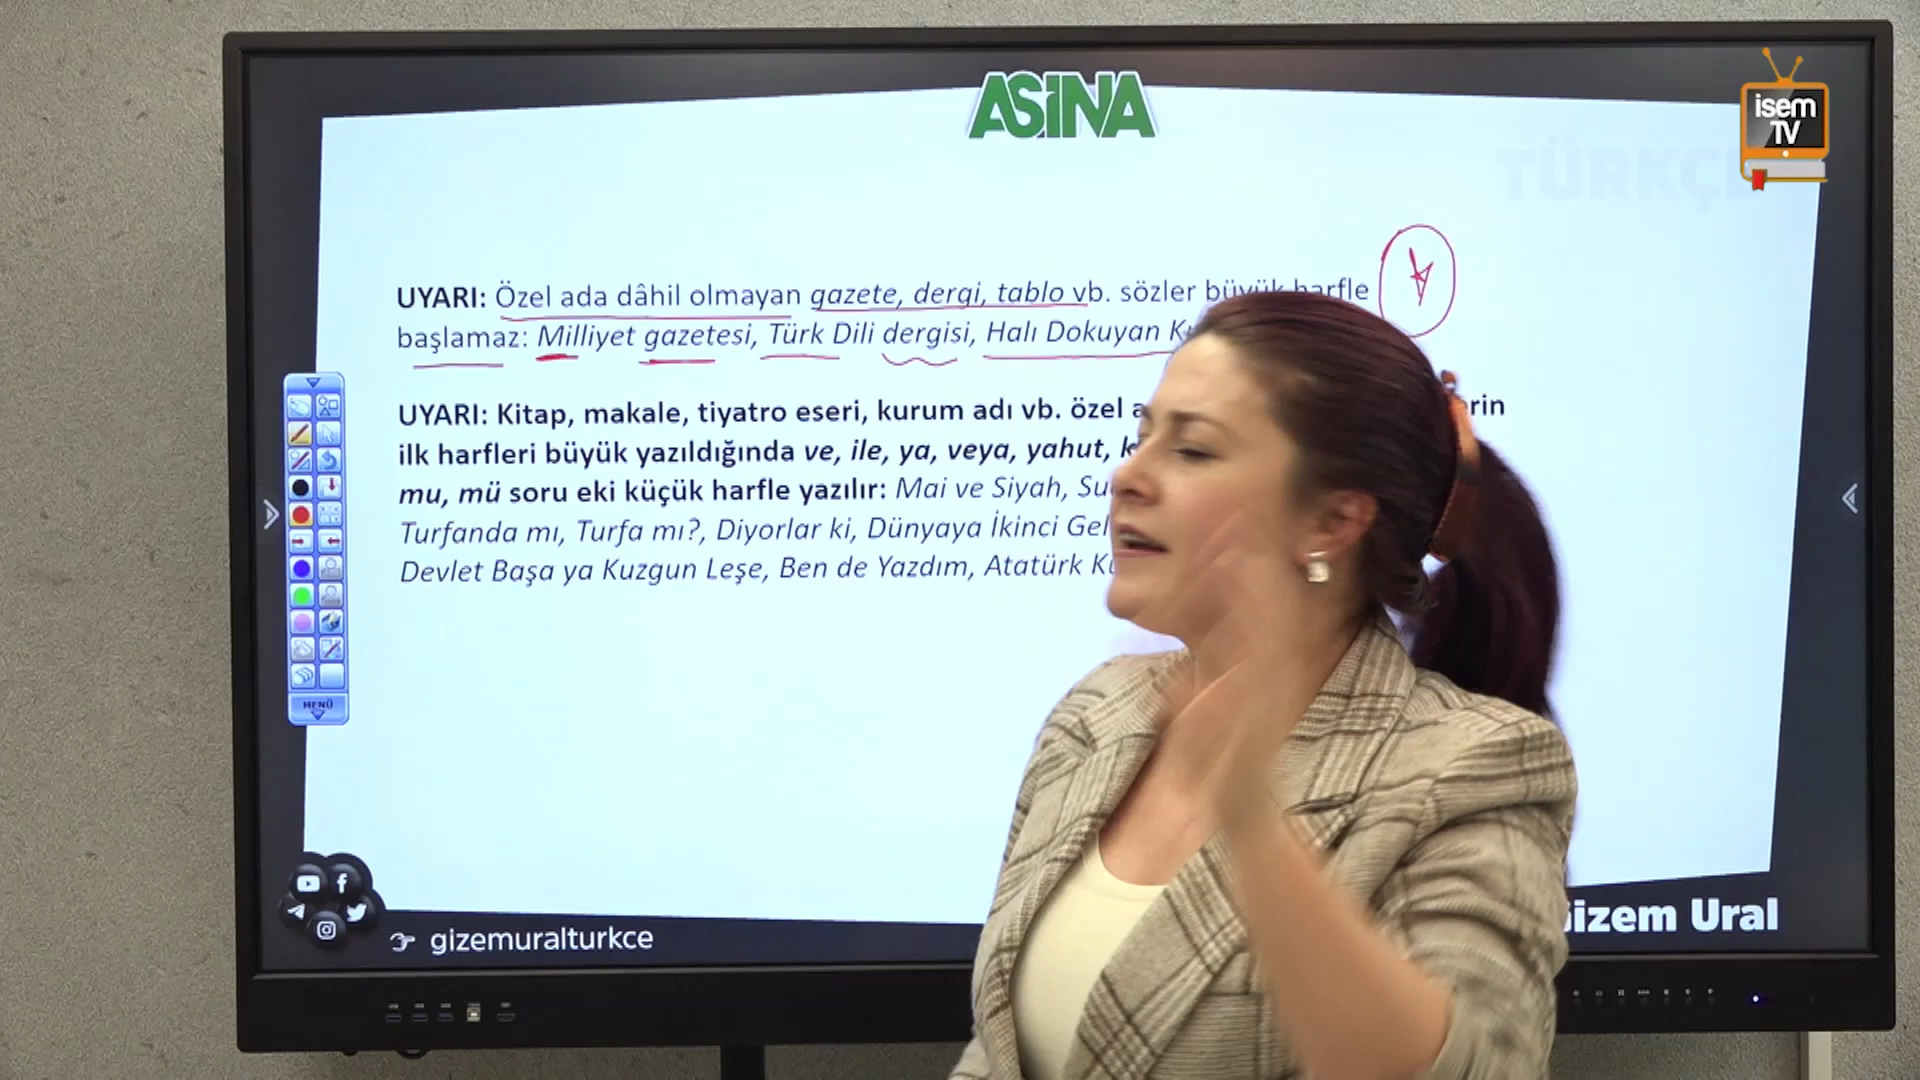 ASiNA
isem
TV
UYARI: Özel ada dâhil olmayan gazete, dergi, tablo vb. sözler büyük harfle
başlamaz: Milliyet gazetesi, Türk Dili dergisi, Halı Dokuyan
UYARI: Kitap, makale, tiyatro eseri, kurum adı vb. özel
ilk harfleri büyük yazıldığında ve, ile, ya, veya, yahut,
mu, mü soru eki küçük harfle yazılır: Mai ve Siyah,
Turfanda mı, Turfa mı?, Diyorlar ki, Dünyaya İkinci
Devlet Başa ya Kuzgun Leşe, Ben de Yazdım, Atatürk
MENÜ
gizemuralturkce
Gizem Ural